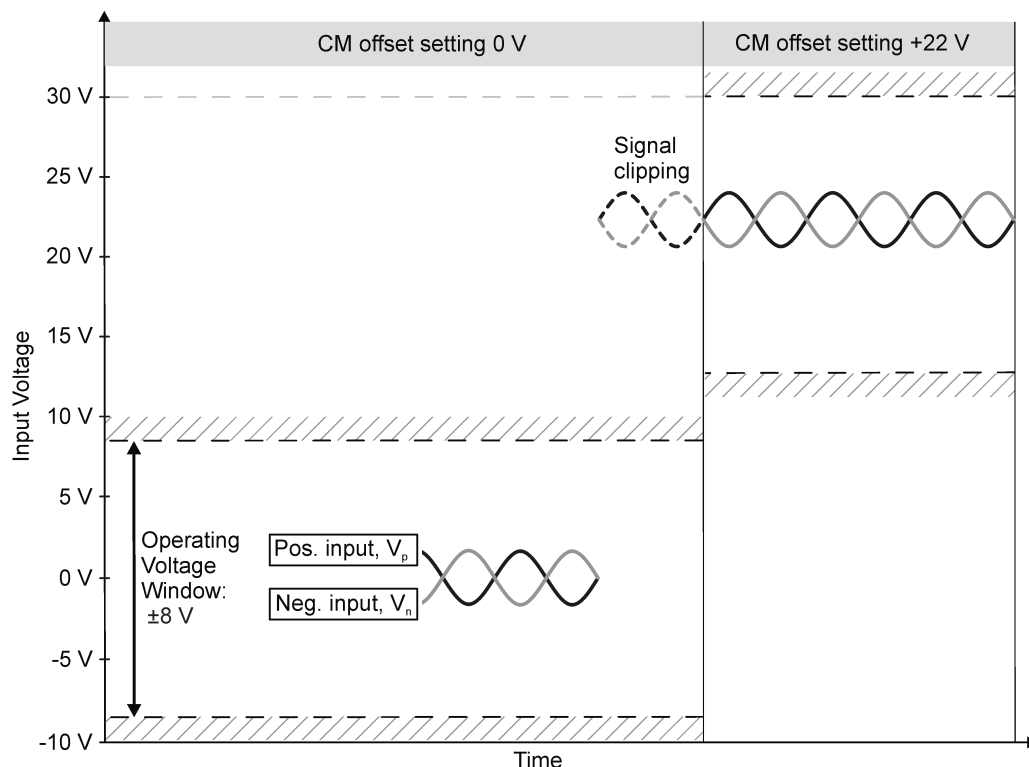 CM offset setting 0 V
CM offset setting +22 V
30 V
25 V
20 V
15 V
10 V
5 V
0 V
-5 V
-10 V
Input Voltage
Signal
clipping
Operating
Voltage
Window:
±8 V
Pos. input, Vp
Neg. input, Vn
Time